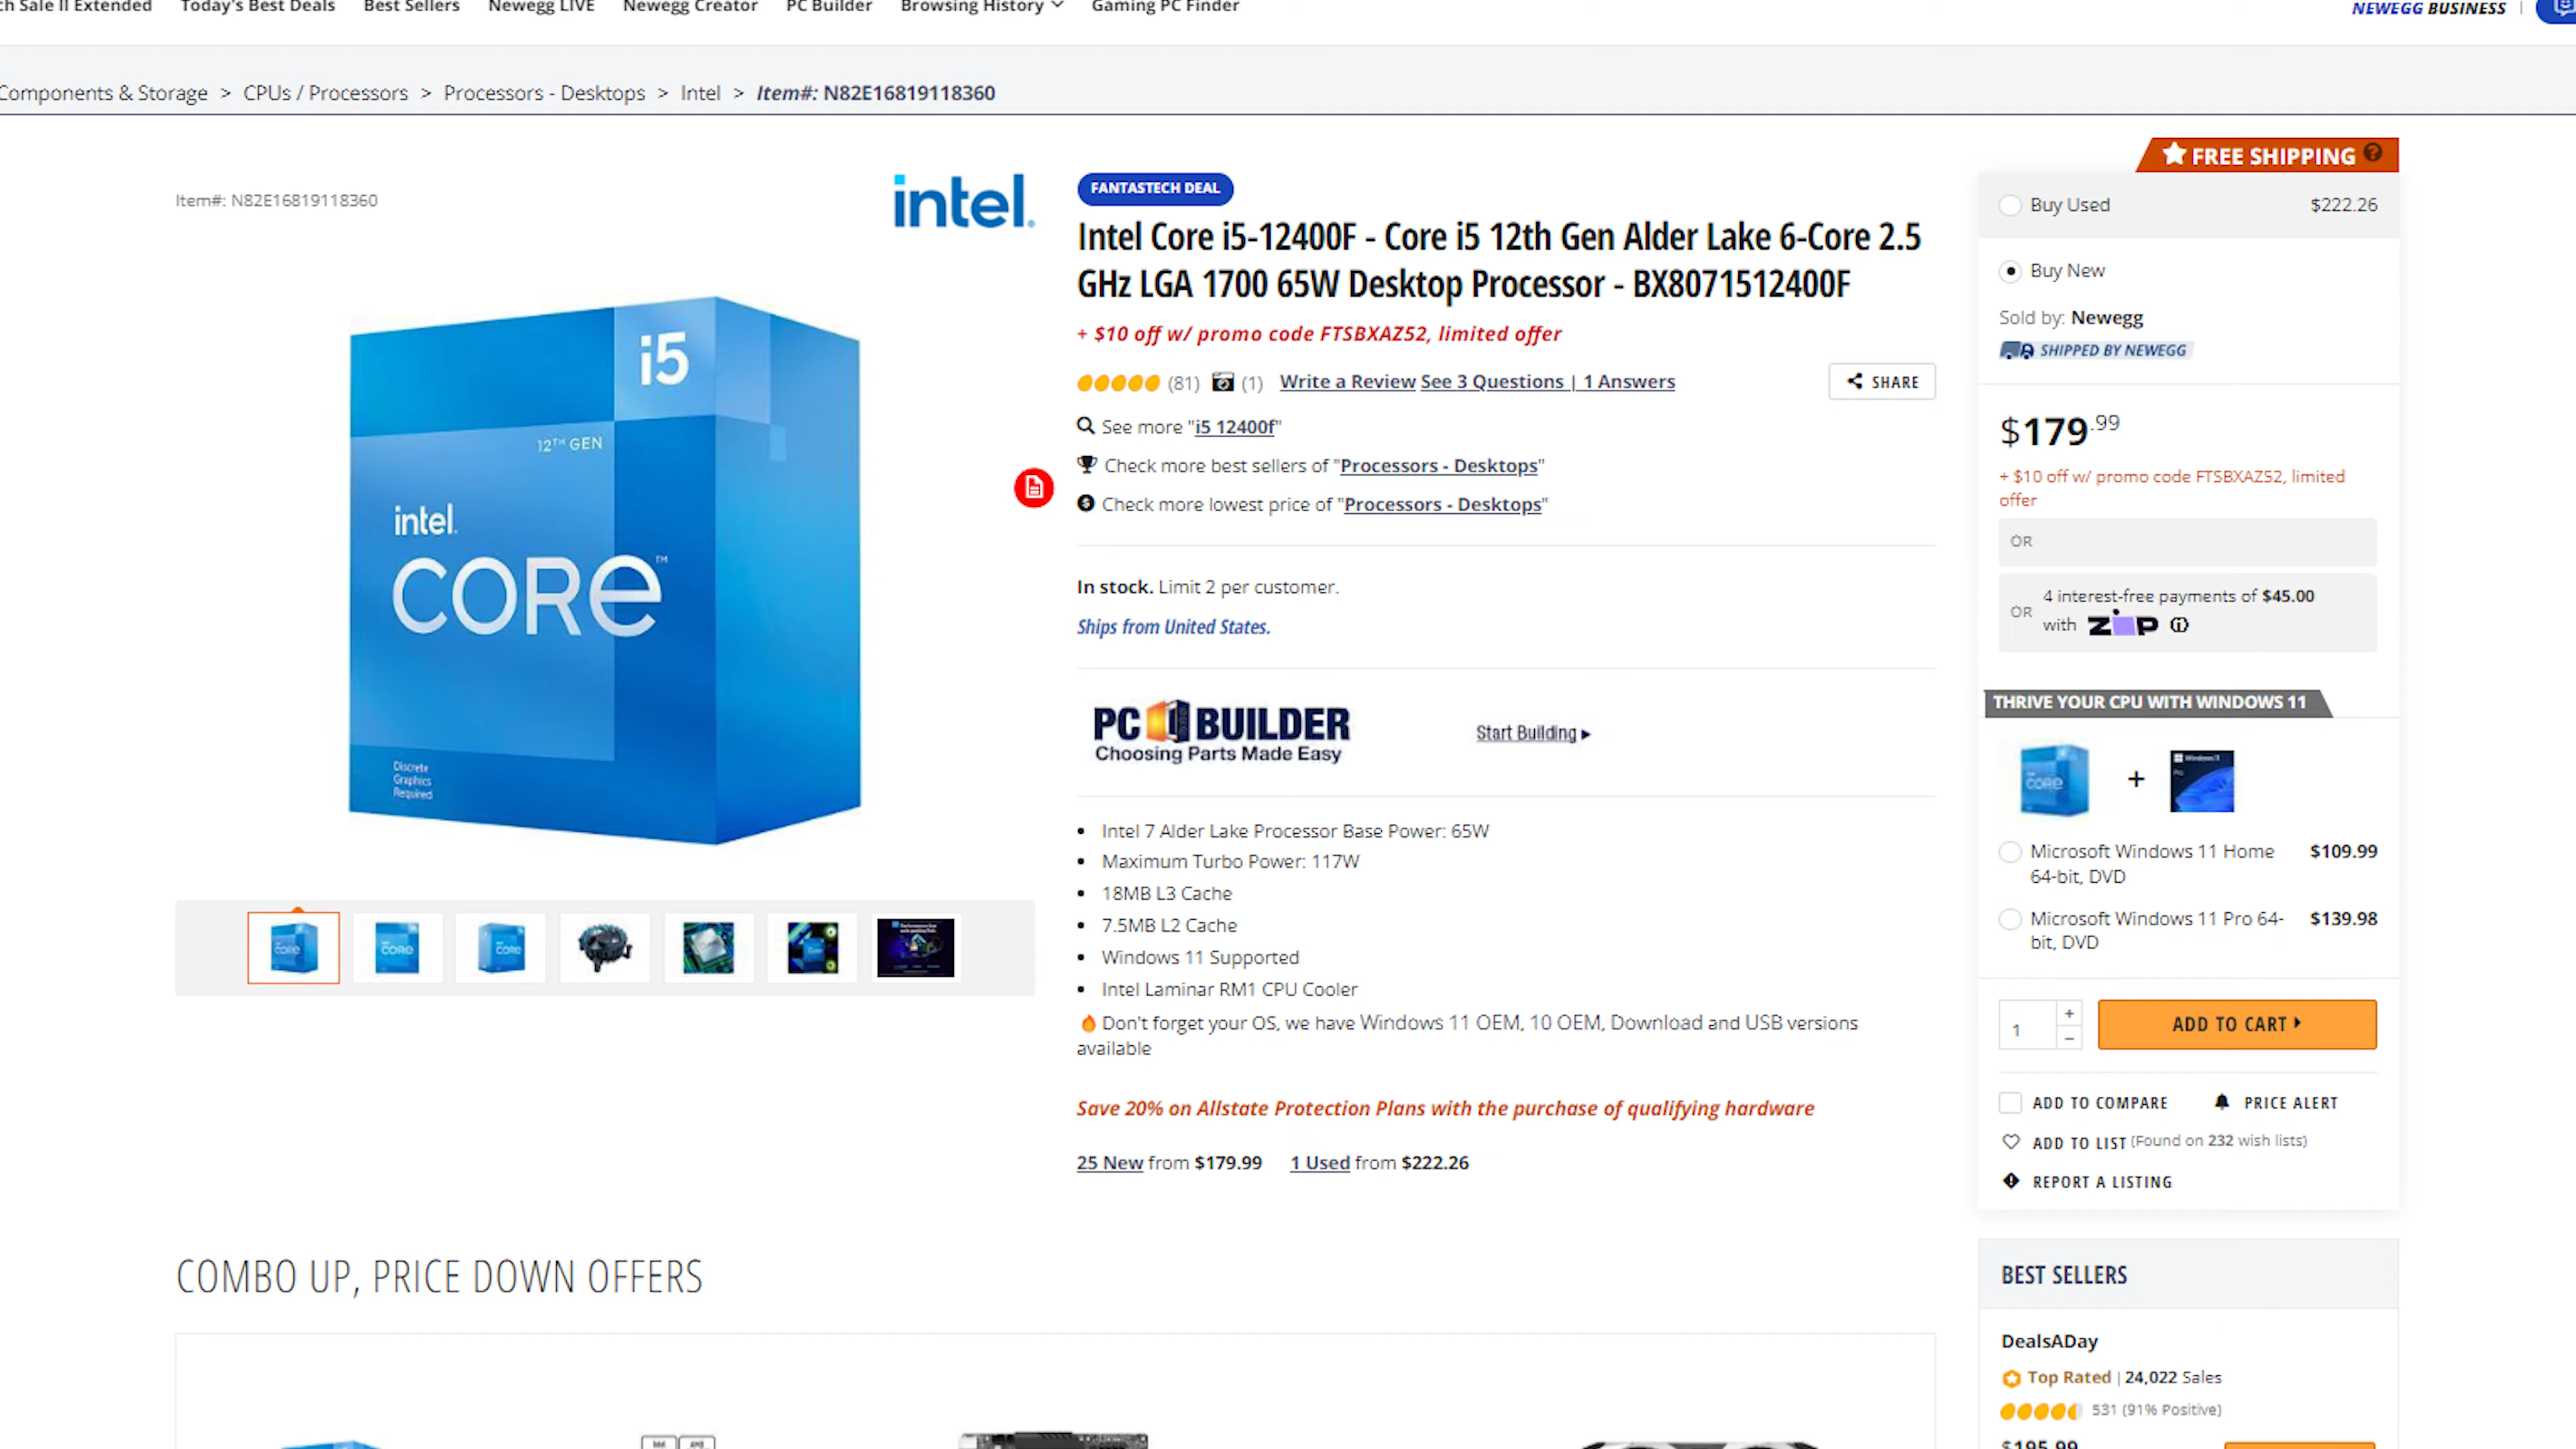 ch Sale II Extended Today's Best Deals Best Sellers Newegg LIVE Newegg Creator PC Builder Browsing History Gaming PC Finder
NEWEGG BUSINESS
Components & Storage > CPUs / Processors > Processors - Desktops > Intel > Item#: N82E16819118360
Item#: N82E16819118360
intel.
i5
12TH GEN
intel.
CORE™
Discrete
Graphics
Required
FANTASTECH DEAL
Intel Core i5-12400F - Core i5 12th Gen Alder Lake 6-Core 2.5
GHz LGA 1700 65W Desktop Processor - BX8071512400F
+ $10 off w/ promo code FTSBXAZ52, limited offer
(81) (1) Write a Review See 3 Questions | 1 Answers
SHARE
See more "i5 12400f"
Check more best sellers of "Processors - Desktops"
Check more lowest price of "Processors - Desktops"
In stock. Limit 2 per customer.
Ships from United States.
PC BUILDER
Choosing Parts Made Easy
Start Building
• Intel 7 Alder Lake Processor Base Power: 65W
• Maximum Turbo Power: 117W
• 18MB L3 Cache
• 7.5MB L2 Cache
• Windows 11 Supported
• Intel Laminar RM1 CPU Cooler
Don't forget your OS, we have Windows 11 OEM, 10 OEM, Download and USB versions
available
Save 20% on Allstate Protection Plans with the purchase of qualifying hardware
25 New from $179.99 1 Used from $222.26
FREE SHIPPING
Buy Used $222.26
Buy New
Sold by: Newegg
SHIPPED BY NEWEGG
$179.99
+ $10 off w/ promo code FTSBXAZ52, limited
offer
OR
4 interest-free payments of $45.00
OR
with ZIP
THRIVE YOUR CPU WITH WINDOWS 11
CORE
+
Microsoft Windows 11 Home $109.99
64-bit, DVD
Microsoft Windows 11 Pro 64- $139.98
bit, DVD
1 + −
ADD TO CART
ADD TO COMPARE PRICE ALERT
ADD TO LIST (Found on 232 wish lists)
REPORT A LISTING
COMBO UP, PRICE DOWN OFFERS
BEST SELLERS
DealsADay
Top Rated | 24,022 Sales
531 (91% Positive)
$195.99